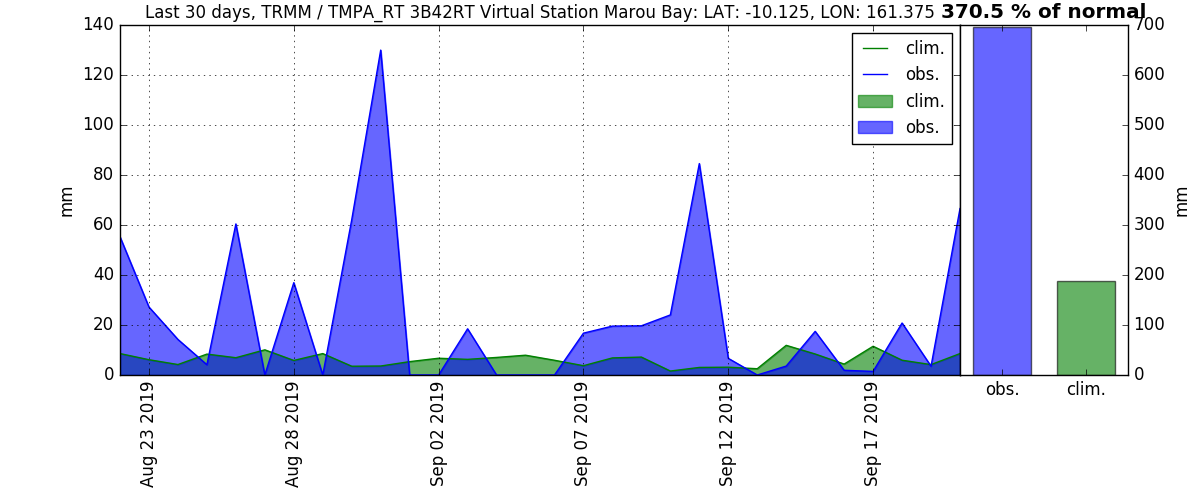 Last 30 days, TRMM / TMPA_RT 3B42RT Virtual Station Marou Bay: LAT: -10.125, LON: 161.375 370.5 % of normal
140
120
100
80
60
40
20
0
mm
clim.
obs.
clim.
obs.
700
600
500
400
300
200
100
0
mm
obs.
clim.
Aug 23 2019
Aug 28 2019
Sep 02 2019
Sep 07 2019
Sep 12 2019
Sep 17 2019